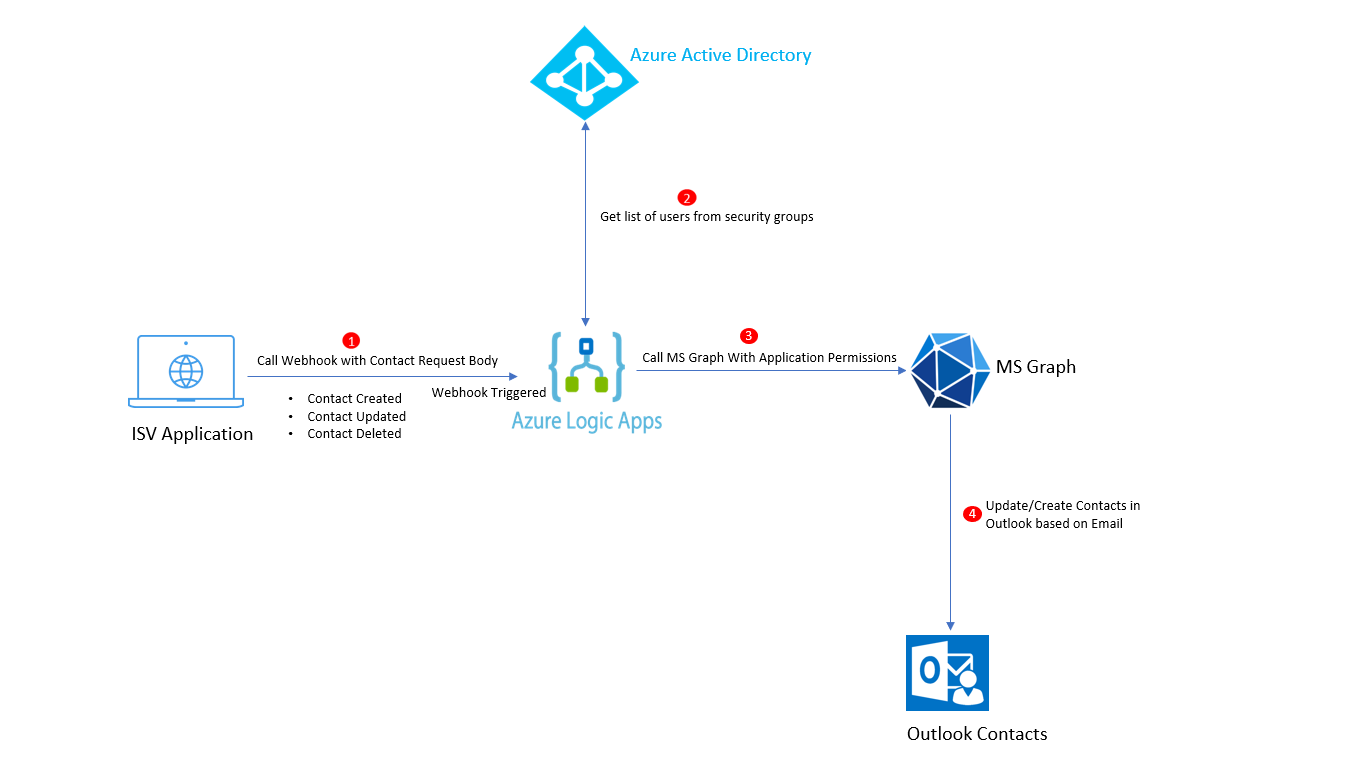 Azure Active Directory
2
Get list of users from security groups
1
Call Webhook with Contact Request Body
Webhook Triggered
• Contact Created
• Contact Updated
• Contact Deleted
ISV Application
Azure Logic Apps
3
Call MS Graph With Application Permissions
MS Graph
4
Update/Create Contacts in
Outlook based on Email
O
Outlook Contacts